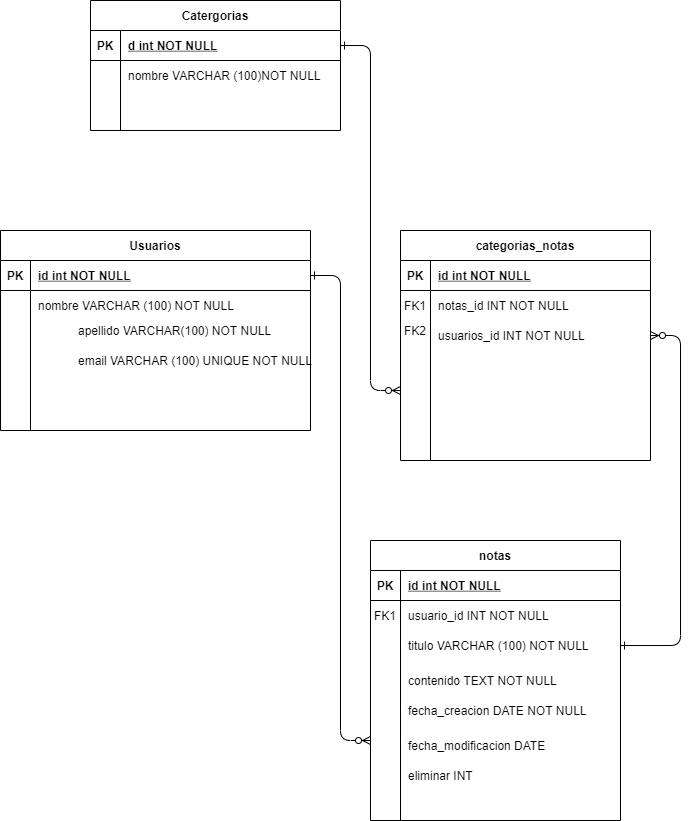 Catergorias
PK d int NOT NULL
nombre VARCHAR (100)NOT NULL
Usuarios
PK id int NOT NULL
nombre VARCHAR (100) NOT NULL
apellido VARCHAR(100) NOT NULL
email VARCHAR (100) UNIQUE NOT NULL
categorias_notas
PK id int NOT NULL
FK1 notas_id INT NOT NULL
FK2 usuarios_id INT NOT NULL
notas
PK id int NOT NULL
FK1 usuario_id INT NOT NULL
titulo VARCHAR (100) NOT NULL
contenido TEXT NOT NULL
fecha_creacion DATE NOT NULL
fecha_modificacion DATE
eliminar INT